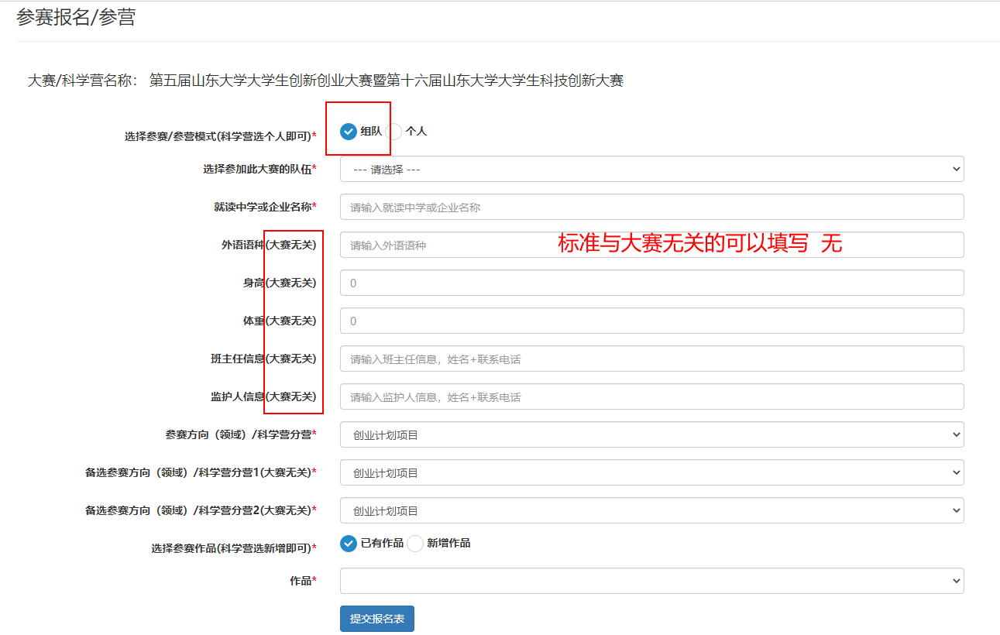 参赛报名/参营
大赛/科学营名称： 第五届山东大学大学生创新创业大赛暨第十六届山东大学大学生科技创新大赛
选择参赛/参营模式(科学营选个人即可)* 组队 个人
选择参加此大赛的队伍* --- 请选择 ---
就读中学或企业名称* 请输入就读中学或企业名称
外语语种(大赛无关) 请输入外语语种 标准与大赛无关的可以填写 无
身高(大赛无关) 0
体重(大赛无关) 0
班主任信息(大赛无关) 请输入班主任信息，姓名+联系电话
监护人信息(大赛无关) 请输入监护人信息，姓名+联系电话
参赛方向（领域）/科学营分营* 创业计划项目
备选参赛方向（领域）/科学营分营1(大赛无关)* 创业计划项目
备选参赛方向（领域）/科学营分营2(大赛无关)* 创业计划项目
选择参赛作品(科学营选新增即可)* 已有作品 新增作品
作品*
提交报名表